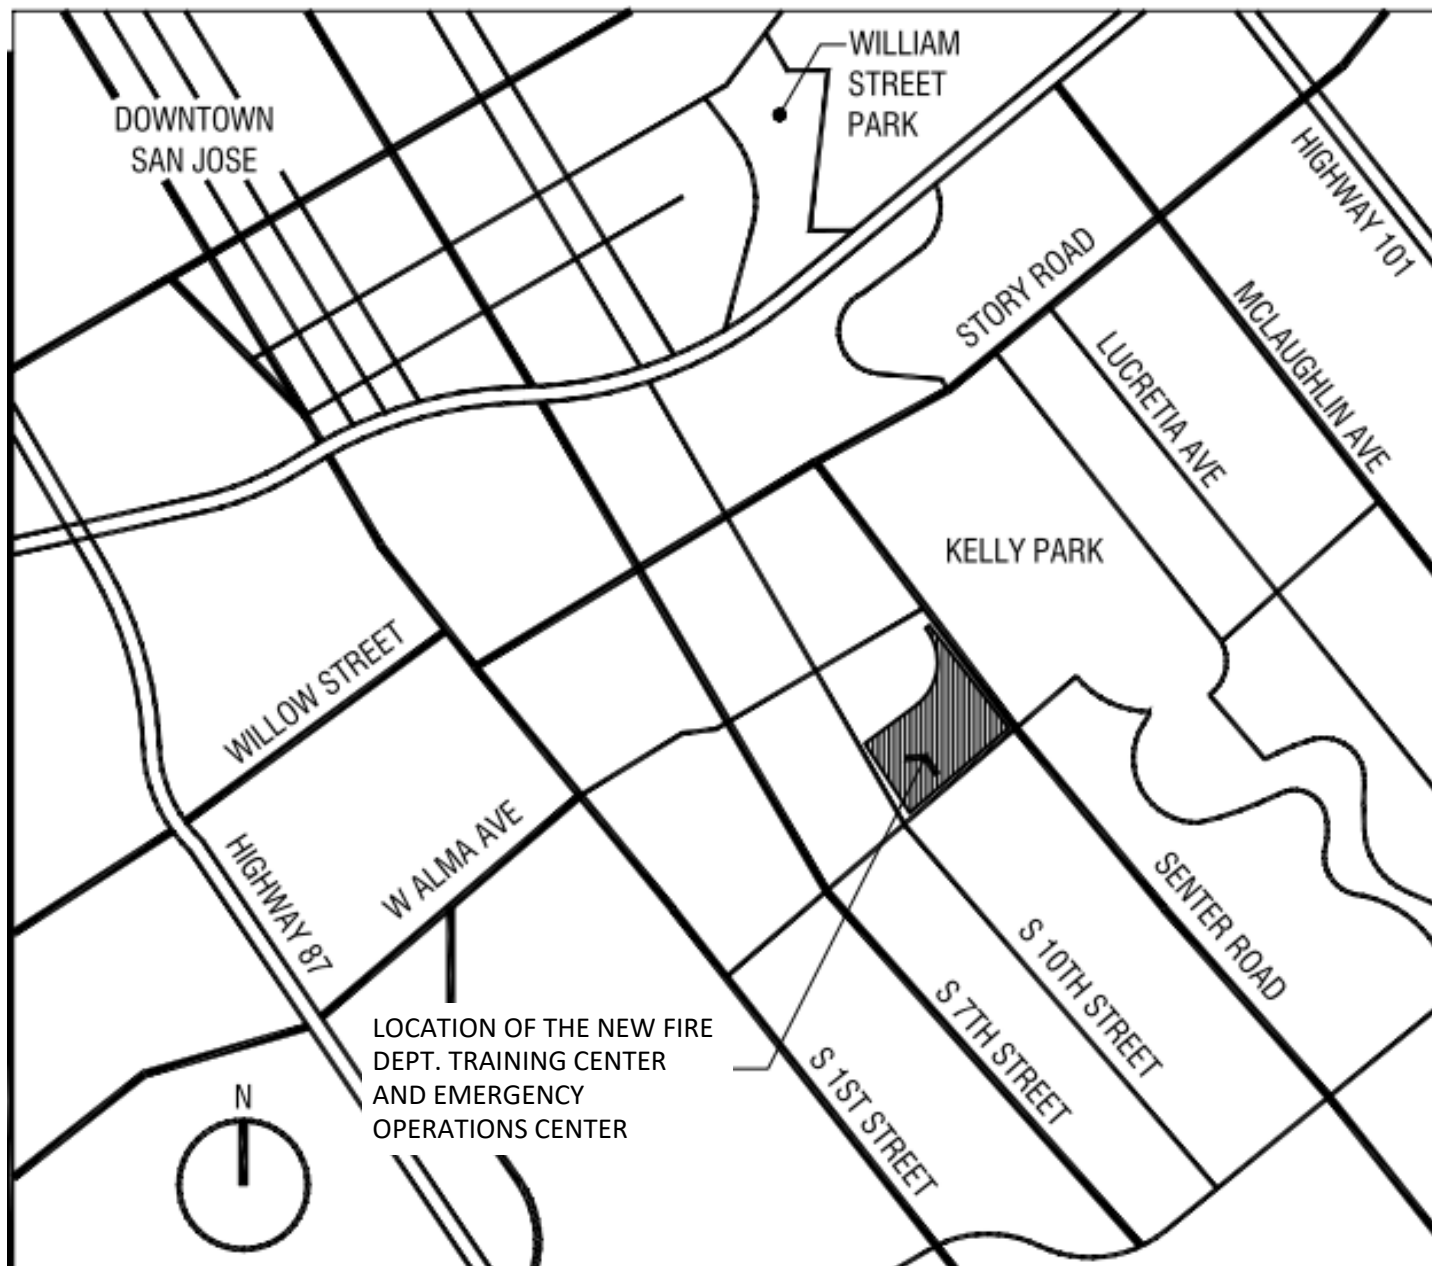 WILLIAM
STREET
PARK
DOWNTOWN
SAN JOSE
HIGHWAY 101
STORY ROAD
MCLAUGHLIN AVE
LUCRETIA AVE
KELLY PARK
WILLOW STREET
W ALMA AVE
HIGHWAY 87
SENTER ROAD
S 10TH STREET
S 7TH STREET
S 1ST STREET
LOCATION OF THE NEW FIRE
DEPT. TRAINING CENTER
AND EMERGENCY
OPERATIONS CENTER
N